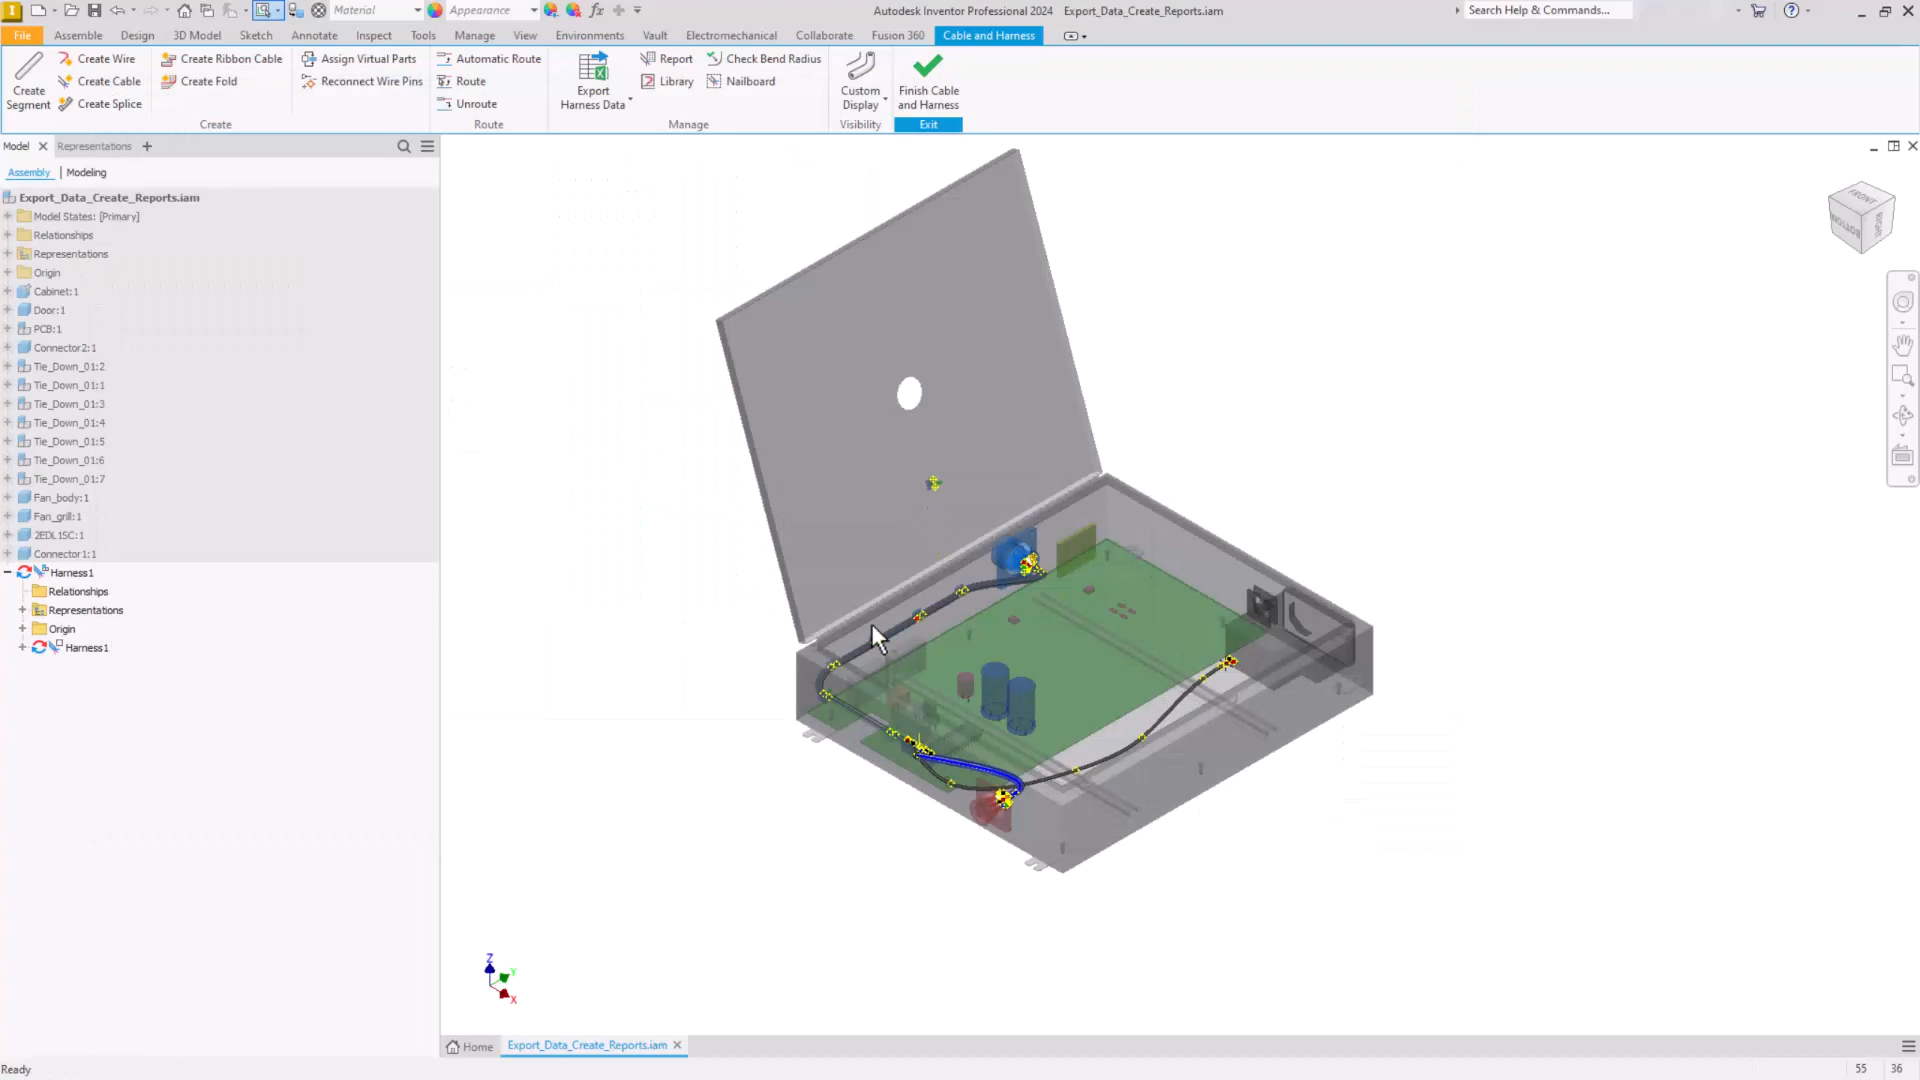 Material
Appearance
Autodesk Inventor Professional 2024 Export_Data_Create_Reports.iam
Search Help & Commands...
File Assemble Design 3D Model Sketch Annotate Inspect Tools Manage View Environments Vault Electromechanical Collaborate Fusion 360 Cable and Harness
Create Segment
Create Wire
Create Cable
Create Splice
Create Ribbon Cable
Create Fold
Assign Virtual Parts
Reconnect Wire Pins
Automatic Route
Route
Unroute
Export Harness Data
Report
Library
Check Bend Radius
Nailboard
Custom Display
Finish Cable and Harness
Create Route Manage Visibility Exit
Model Representations
Assembly | Modeling
Export_Data_Create_Reports.iam
Model States: [Primary]
Relationships
Representations
Origin
Cabinet:1
Door:1
PCB:1
Connector2:1
Tie_Down_01:2
Tie_Down_01:1
Tie_Down_01:3
Tie_Down_01:4
Tie_Down_01:5
Tie_Down_01:6
Tie_Down_01:7
Fan_body:1
Fan_grill:1
2EDL1SC:1
Connector1:1
Harness1
Relationships
Representations
Origin
Harness1
FRONT
BOTTOM
RIGHT
Z
Y
X
Home Export_Data_Create_Reports.iam
Ready
55 36